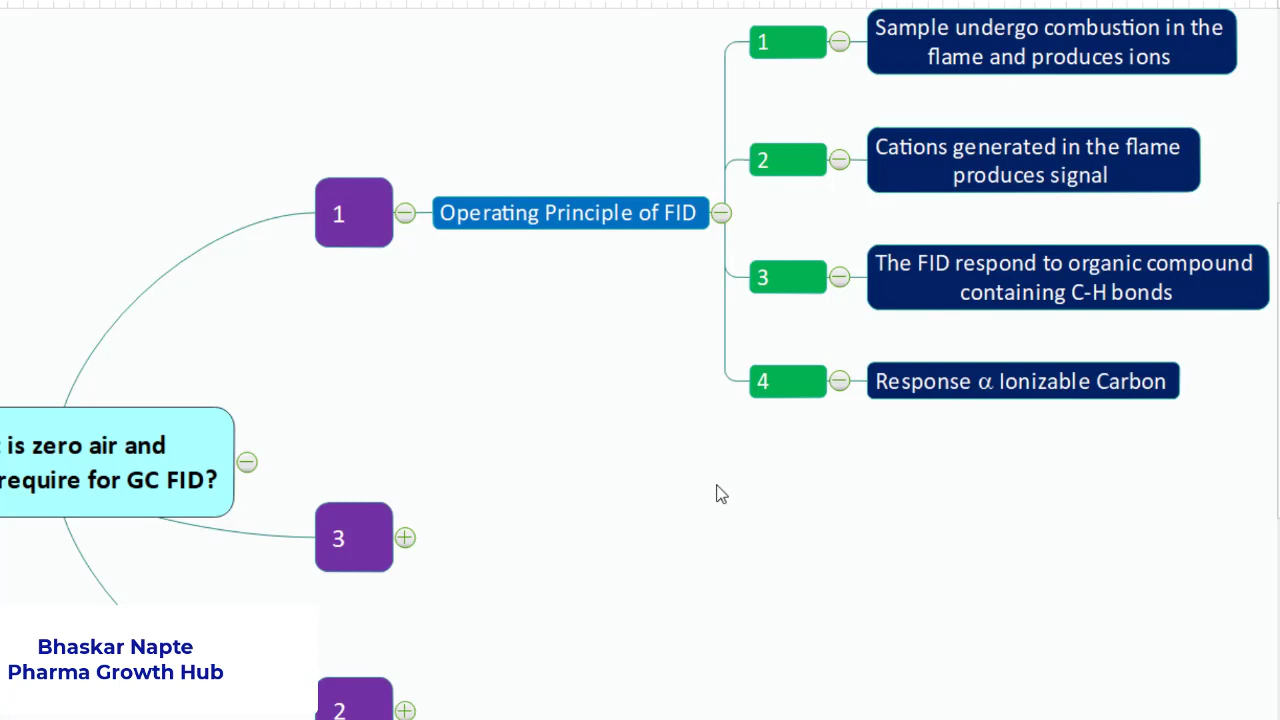 1
Sample undergo combustion in the
flame and produces ions
2
Cations generated in the flame
produces signal
1
Operating Principle of FID
3
The FID respond to organic compound
containing C-H bonds
4
Response α Ionizable Carbon
is zero air and
require for GC FID?
3
Bhaskar Napte
Pharma Growth Hub
2